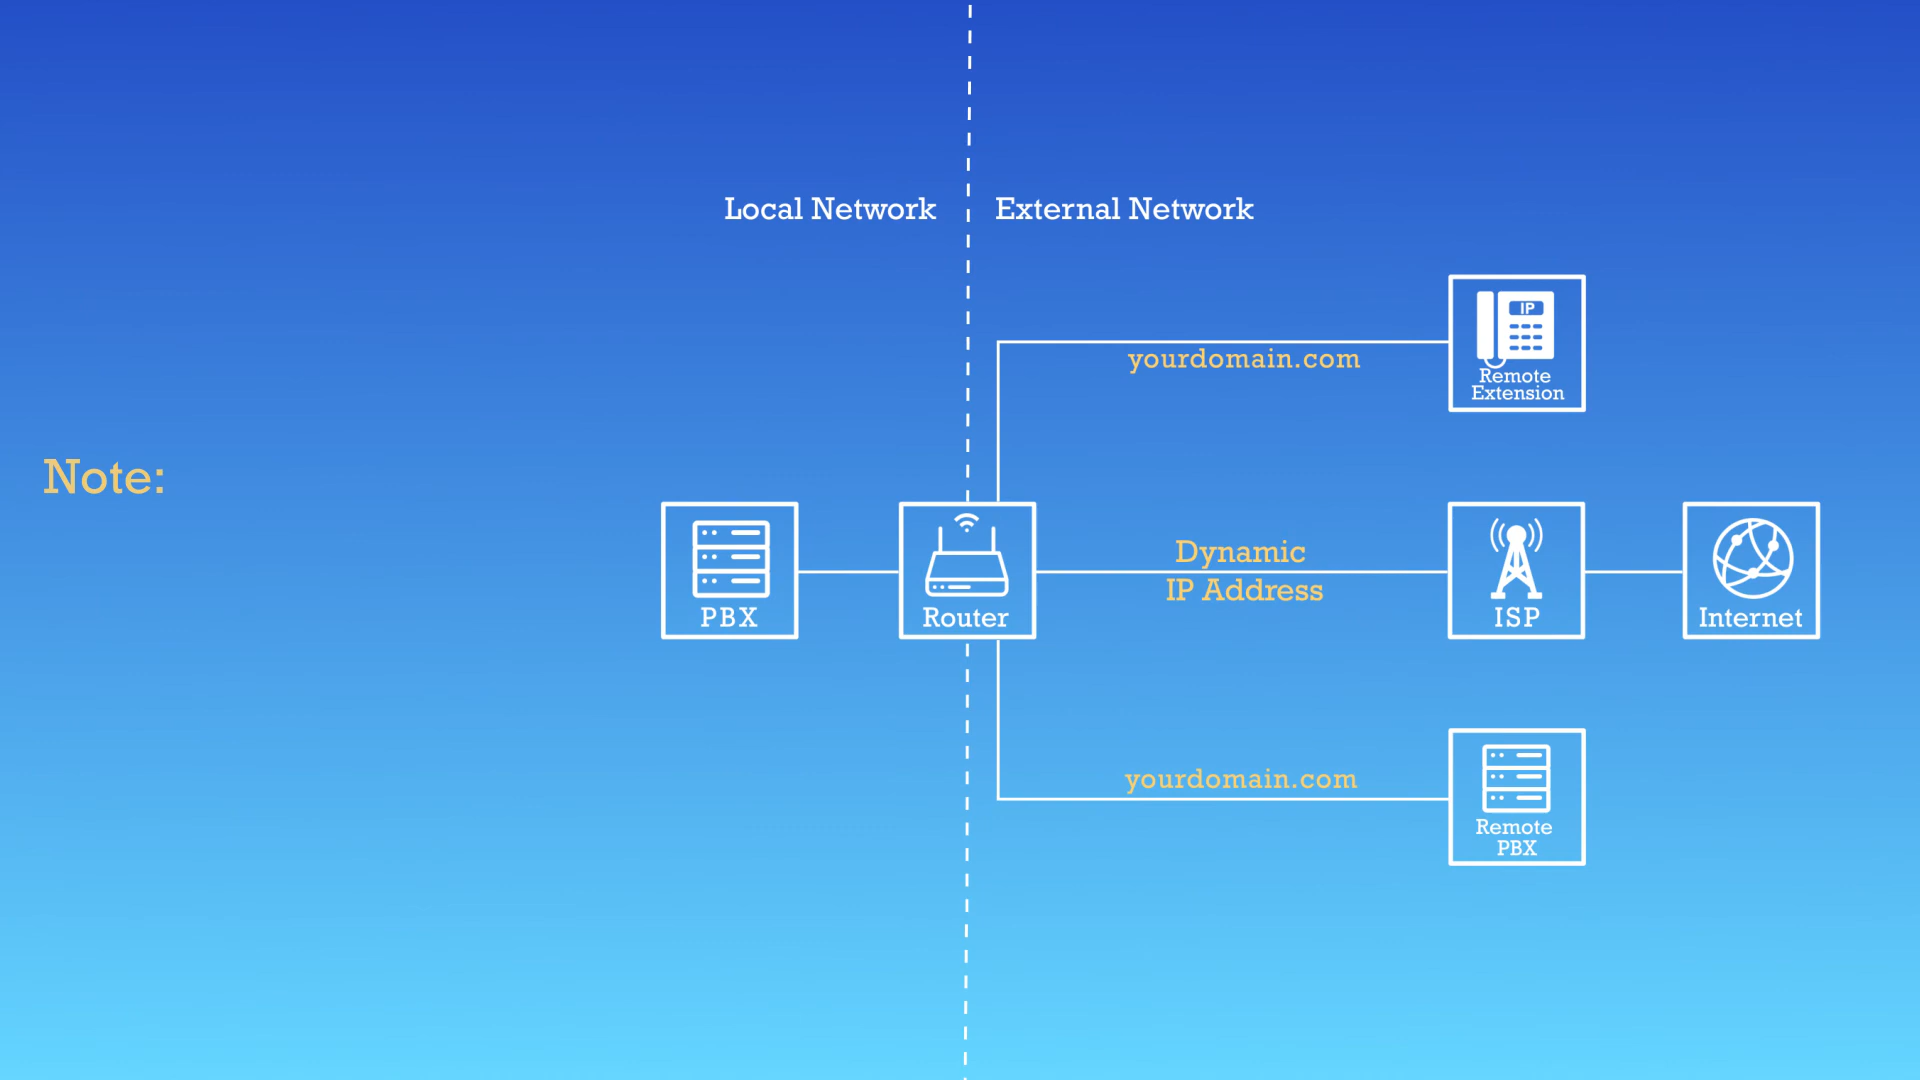 Local Network
External Network
IP
Remote
Extension
yourdomain.com
Note:
PBX
Router
Dynamic
IP Address
ISP
Internet
yourdomain.com
Remote
PBX